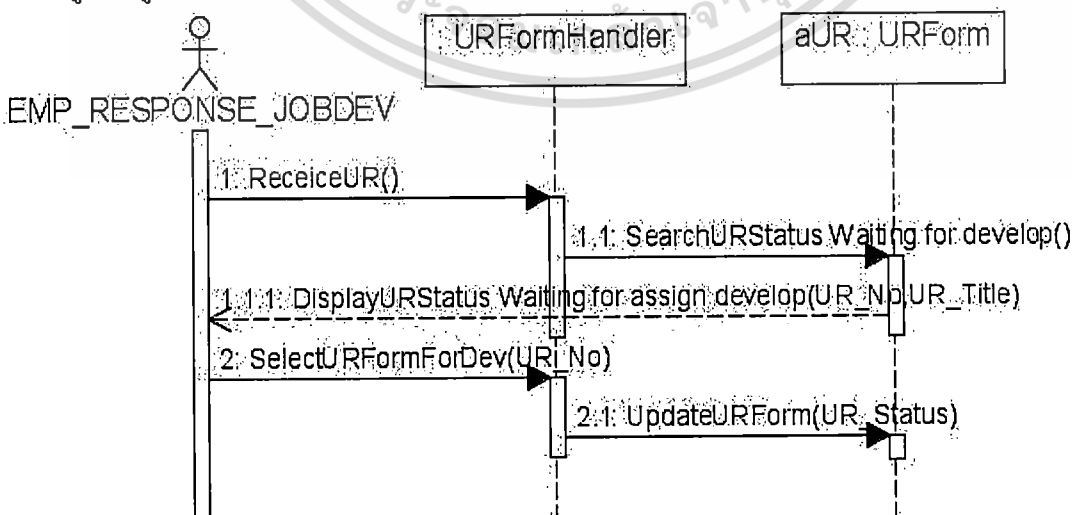 : URFormHandler
aUR : URForm
EMP_RESPONSE_JOBDEV
1: ReceiceUR()
1.1: SearchURStatus Waiting for develop()
1.1.1: DisplayURStatus Waiting for assign develop(UR_No,UR_Title)
2: SelectURFormForDev(UR_No)
2.1: UpdateURForm(UR_Status)